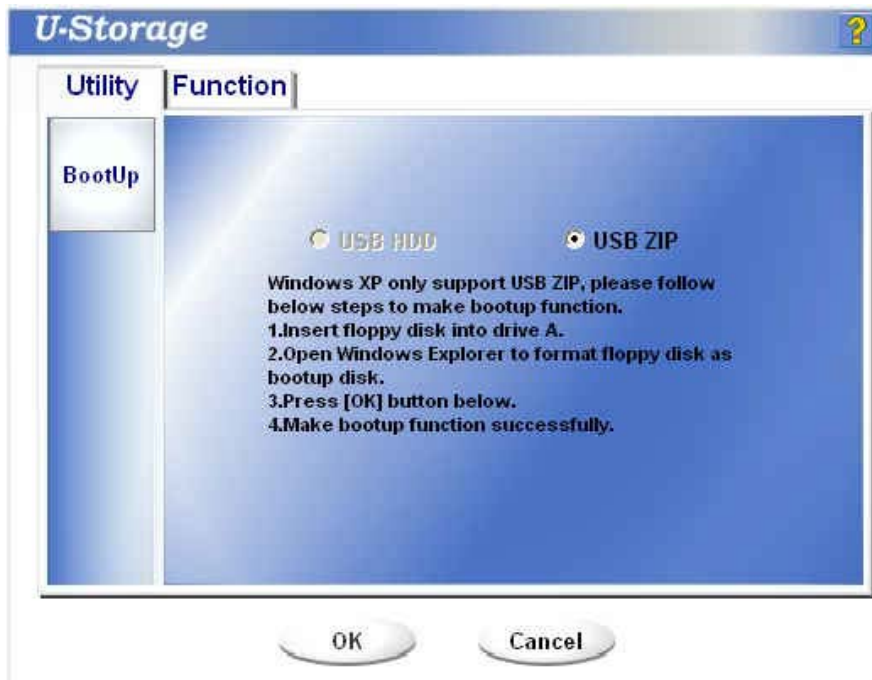 U-Storage
?
Utility Function
BootUp
USB HDD USB ZIP
Windows XP only support USB ZIP, please follow
below steps to make bootup function.
1.Insert floppy disk into drive A.
2.Open Windows Explorer to format floppy disk as
bootup disk.
3.Press [OK] button below.
4.Make bootup function successfully.
OK Cancel